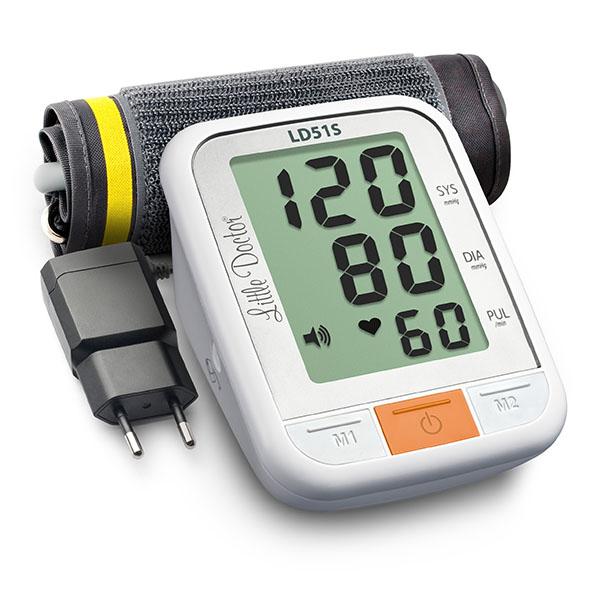 LD51S
Little Doctor®
120
SYS
mmHg
80
DIA
mmHg
60
PUL
/min
M1
M2